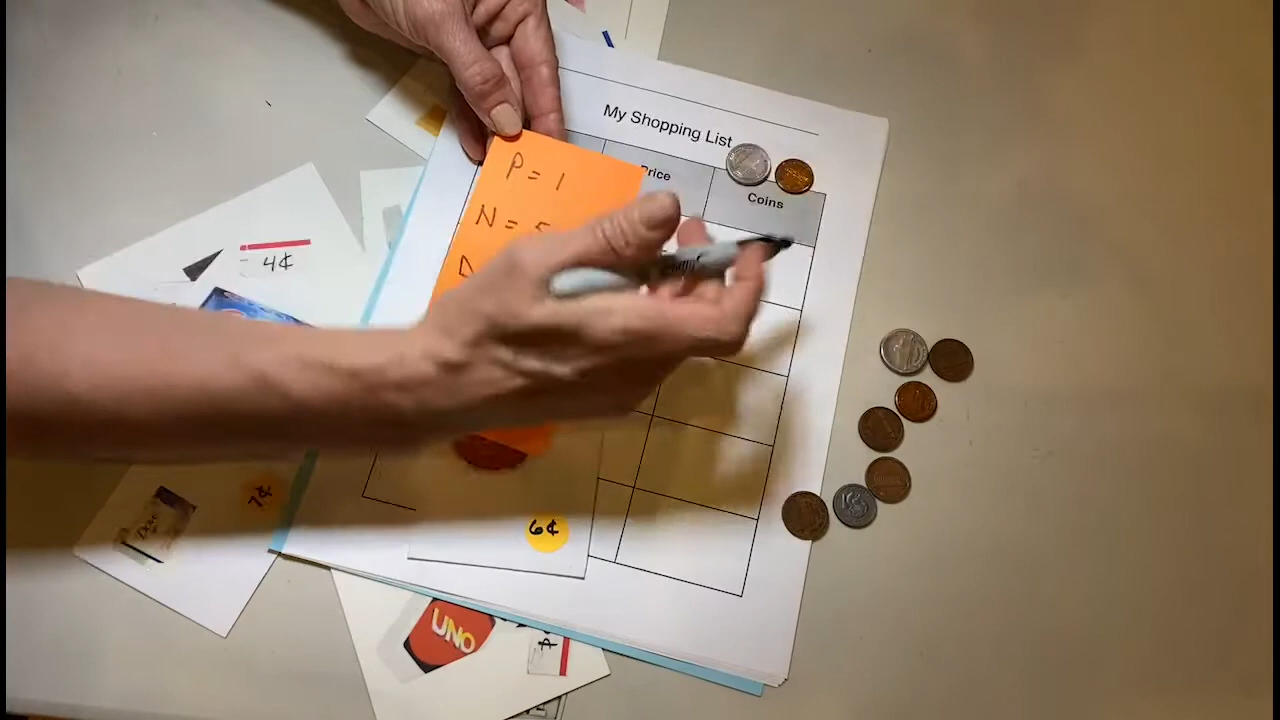 My Shopping List
Price
Coins
P = 1
N = 5
D
4¢
7¢
6¢
UNO